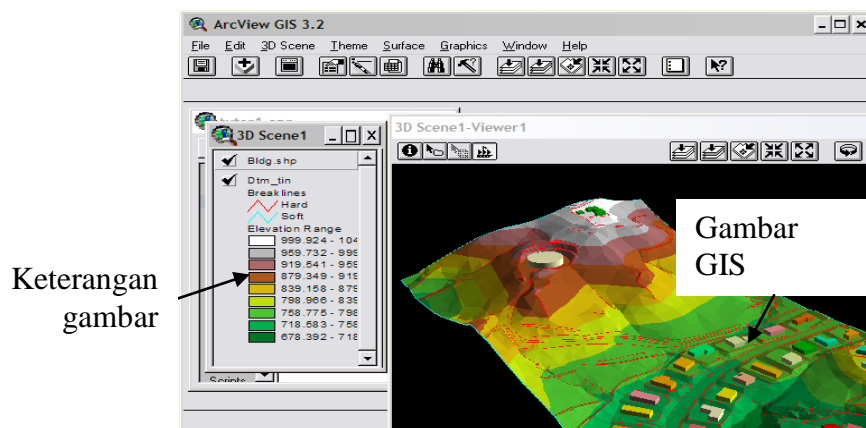 ArcView GIS 3.2
File Edit 3D Scene Theme Surface Graphics Window Help
3D Scene1
Bldg.shp
Dtm_tin
Breaklines
Hard
Soft
Elevation Range
999.924 - 104
959.732 - 999
919.541 - 959
879.349 - 919
839.158 - 879
798.966 - 839
758.775 - 798
718.583 - 758
678.392 - 718
Scripts
3D Scene1-Viewer1
Keterangan
gambar
Gambar
GIS